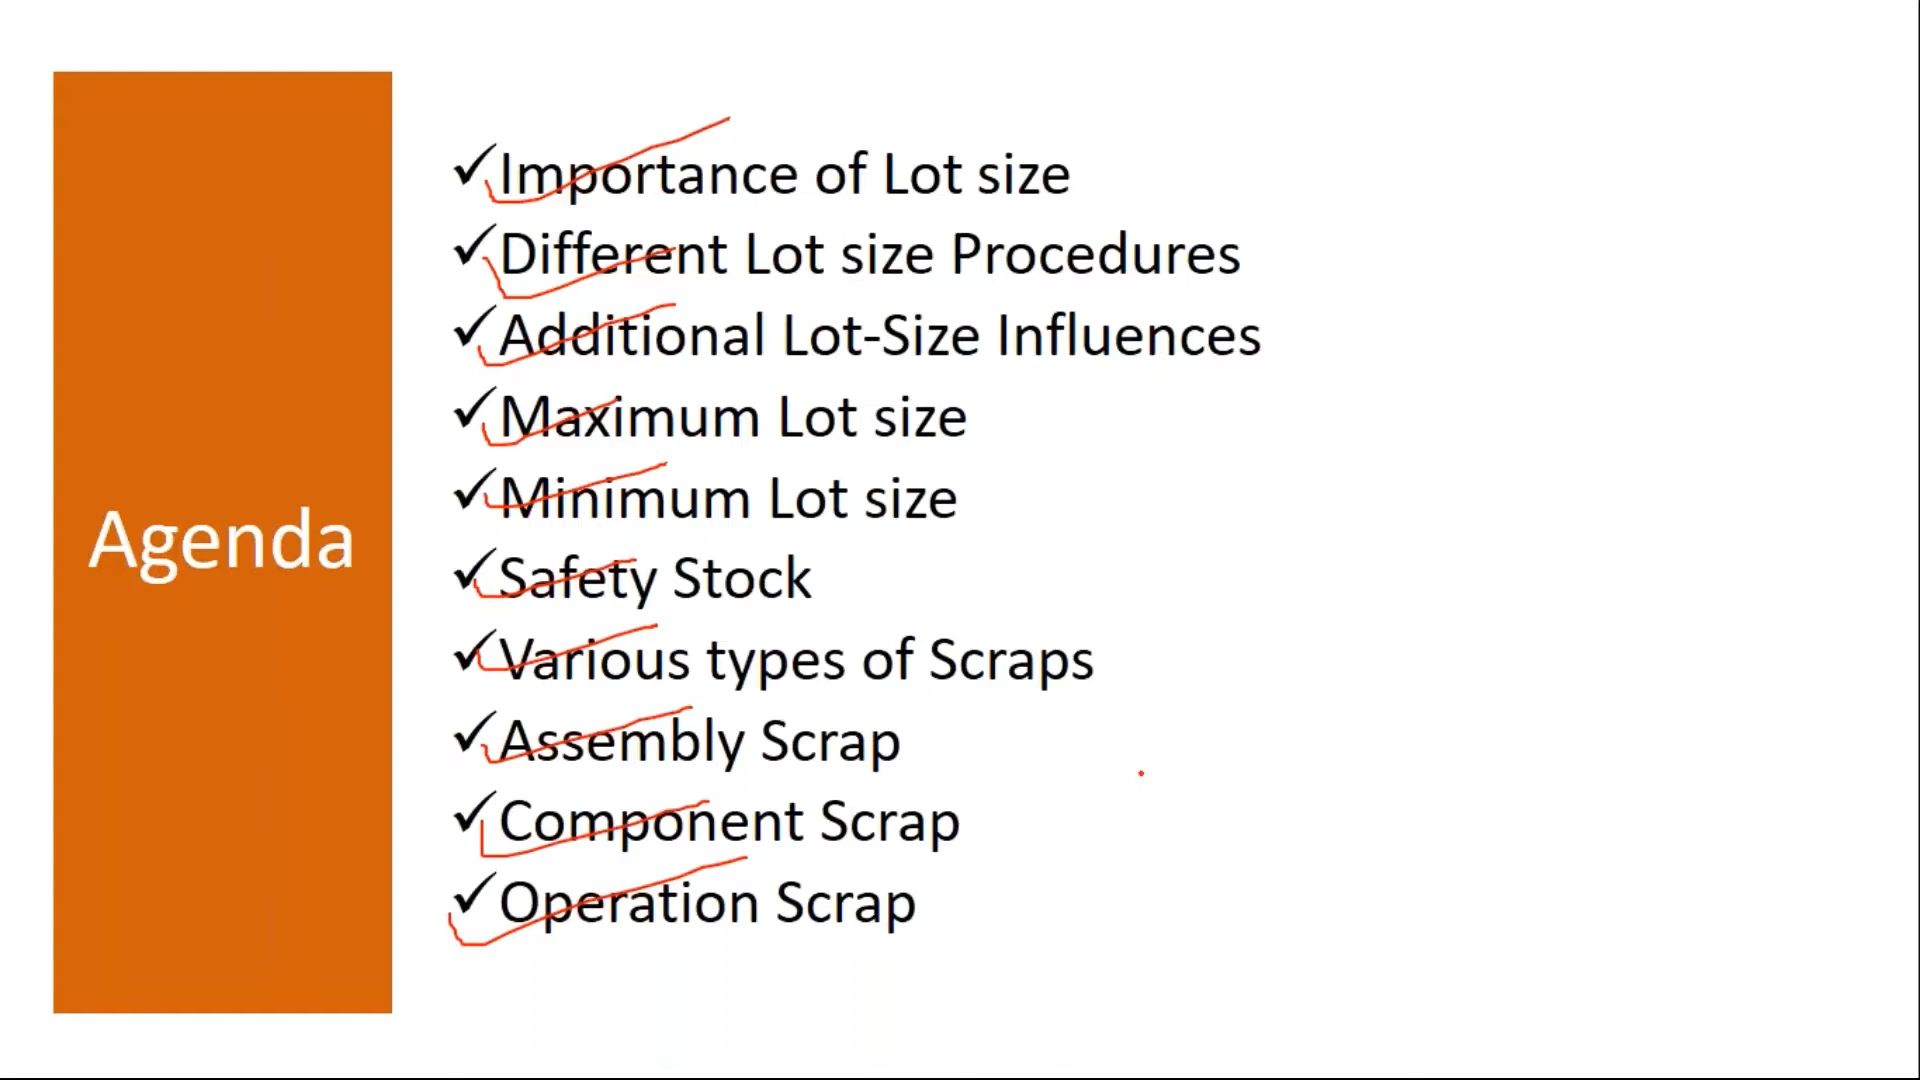 Agenda
Importance of Lot size
Different Lot size Procedures
Additional Lot-Size Influences
Maximum Lot size
Minimum Lot size
Safety Stock
Various types of Scraps
Assembly Scrap
Component Scrap
Operation Scrap